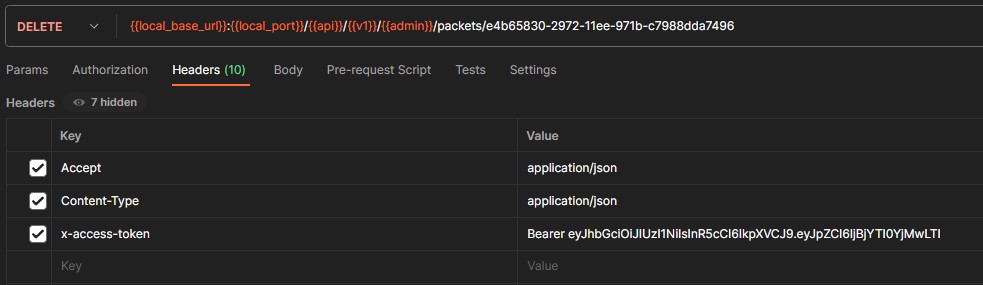 DELETE {{local_base_url}}:{{local_port}}/{{api}}/{{v1}}/{{admin}}/packets/e4b65830-2972-11ee-971b-c7988dda7496
Params Authorization Headers (10) Body Pre-request Script Tests Settings
Headers 7 hidden
Key Value
Accept application/json
Content-Type application/json
x-access-token Bearer eyJhbGciOiJIUzI1NiIsInR5cCI6IkpXVCJ9.eyJpZCI6IjBjYTI0YjMwLTI
Key Value